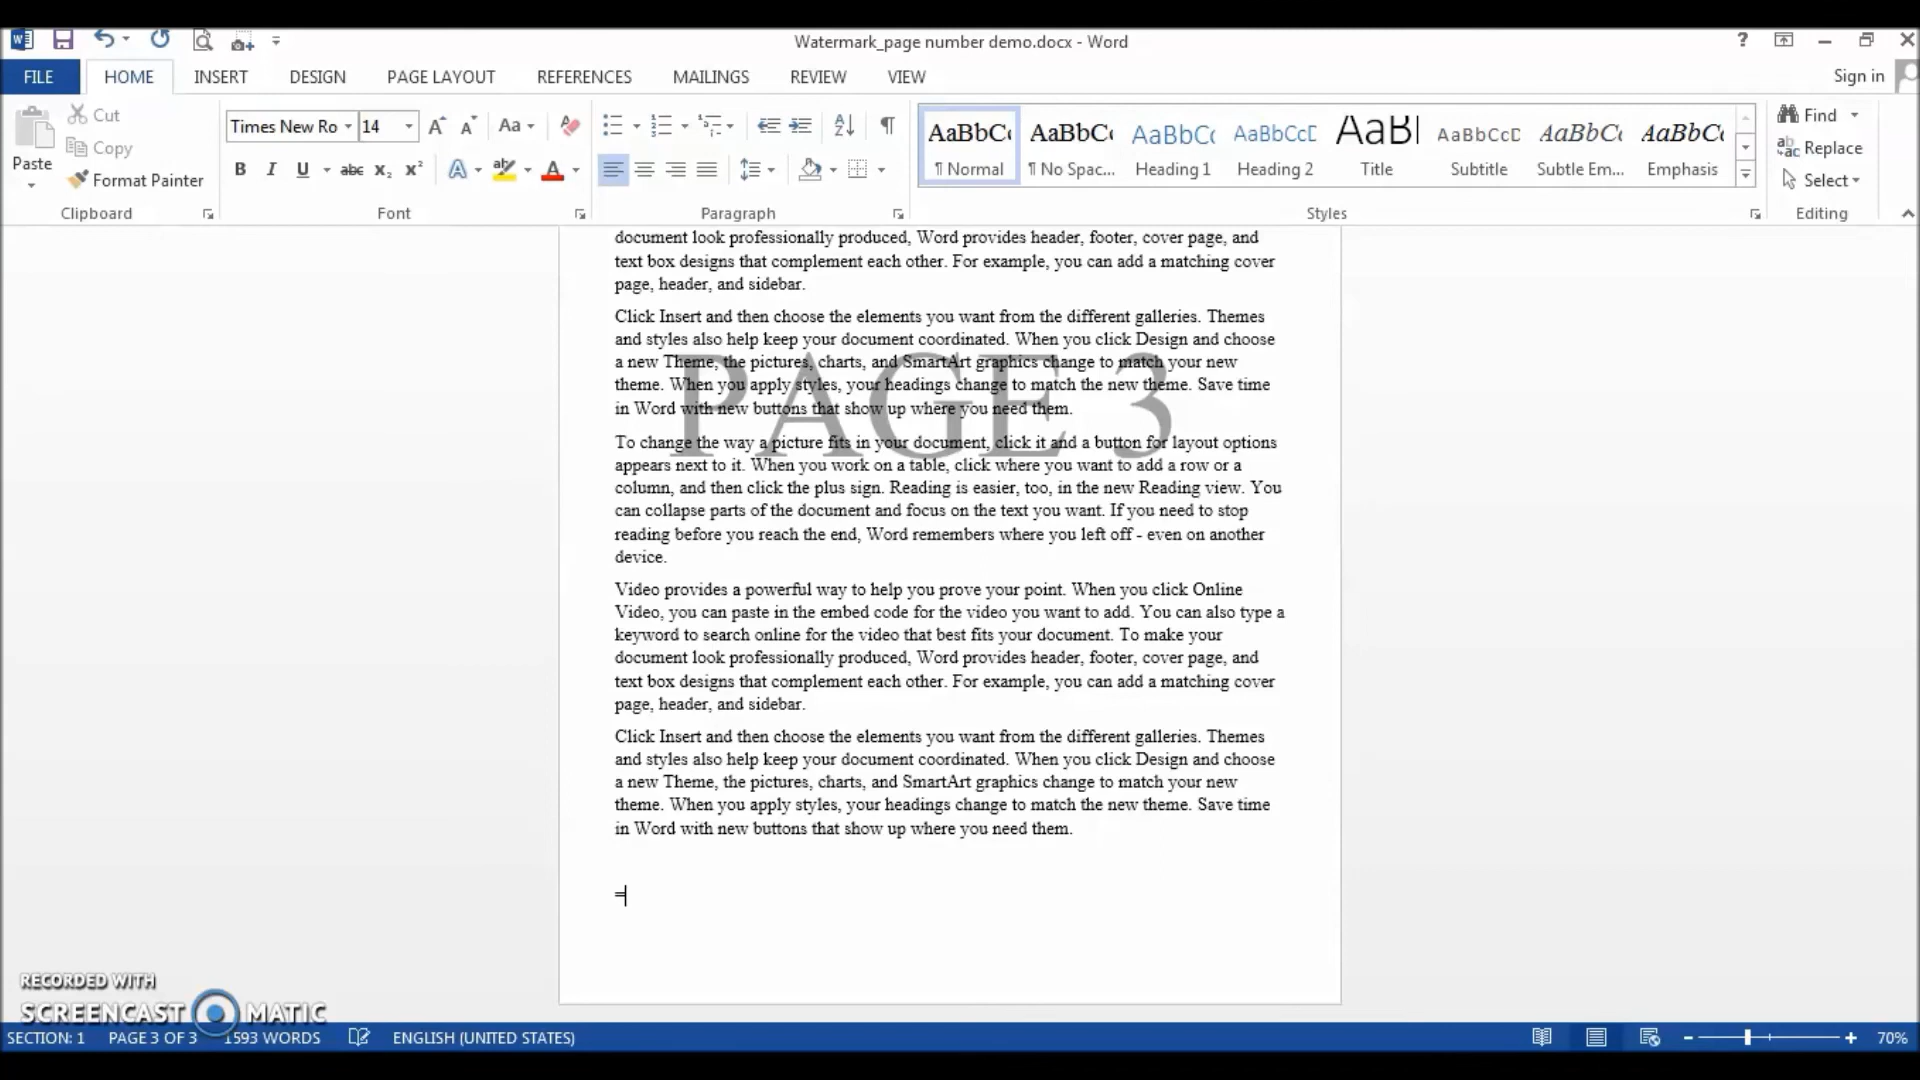 Watermark_page number demo.docx - Word
FILE HOME INSERT DESIGN PAGE LAYOUT REFERENCES MAILINGS REVIEW VIEW Sign in
Paste
Cut
Copy
Format Painter
Clipboard
Times New Ro 14
Font
Paragraph
AaBbCc AaBbCc AaBbCc AaBbCcD AaBl AaBbCcD AaBbCc AaBbCc
¶ Normal ¶ No Spac... Heading 1 Heading 2 Title Subtitle Subtle Em... Emphasis
Styles
Find
Replace
Select
Editing
document look professionally produced, Word provides header, footer, cover page, and
text box designs that complement each other. For example, you can add a matching cover
page, header, and sidebar.
Click Insert and then choose the elements you want from the different galleries. Themes
and styles also help keep your document coordinated. When you click Design and choose
a new Theme, the pictures, charts, and SmartArt graphics change to match your new
theme. When you apply styles, your headings change to match the new theme. Save time
in Word with new buttons that show up where you need them.
PAGE 3
To change the way a picture fits in your document, click it and a button for layout options
appears next to it. When you work on a table, click where you want to add a row or a
column, and then click the plus sign. Reading is easier, too, in the new Reading view. You
can collapse parts of the document and focus on the text you want. If you need to stop
reading before you reach the end, Word remembers where you left off - even on another
device.
Video provides a powerful way to help you prove your point. When you click Online
Video, you can paste in the embed code for the video you want to add. You can also type a
keyword to search online for the video that best fits your document. To make your
document look professionally produced, Word provides header, footer, cover page, and
text box designs that complement each other. For example, you can add a matching cover
page, header, and sidebar.
Click Insert and then choose the elements you want from the different galleries. Themes
and styles also help keep your document coordinated. When you click Design and choose
a new Theme, the pictures, charts, and SmartArt graphics change to match your new
theme. When you apply styles, your headings change to match the new theme. Save time
in Word with new buttons that show up where you need them.
=
RECORDED WITH
SCREENCAST MATIC
SECTION: 1 PAGE 3 OF 3 1593 WORDS ENGLISH (UNITED STATES) 70%